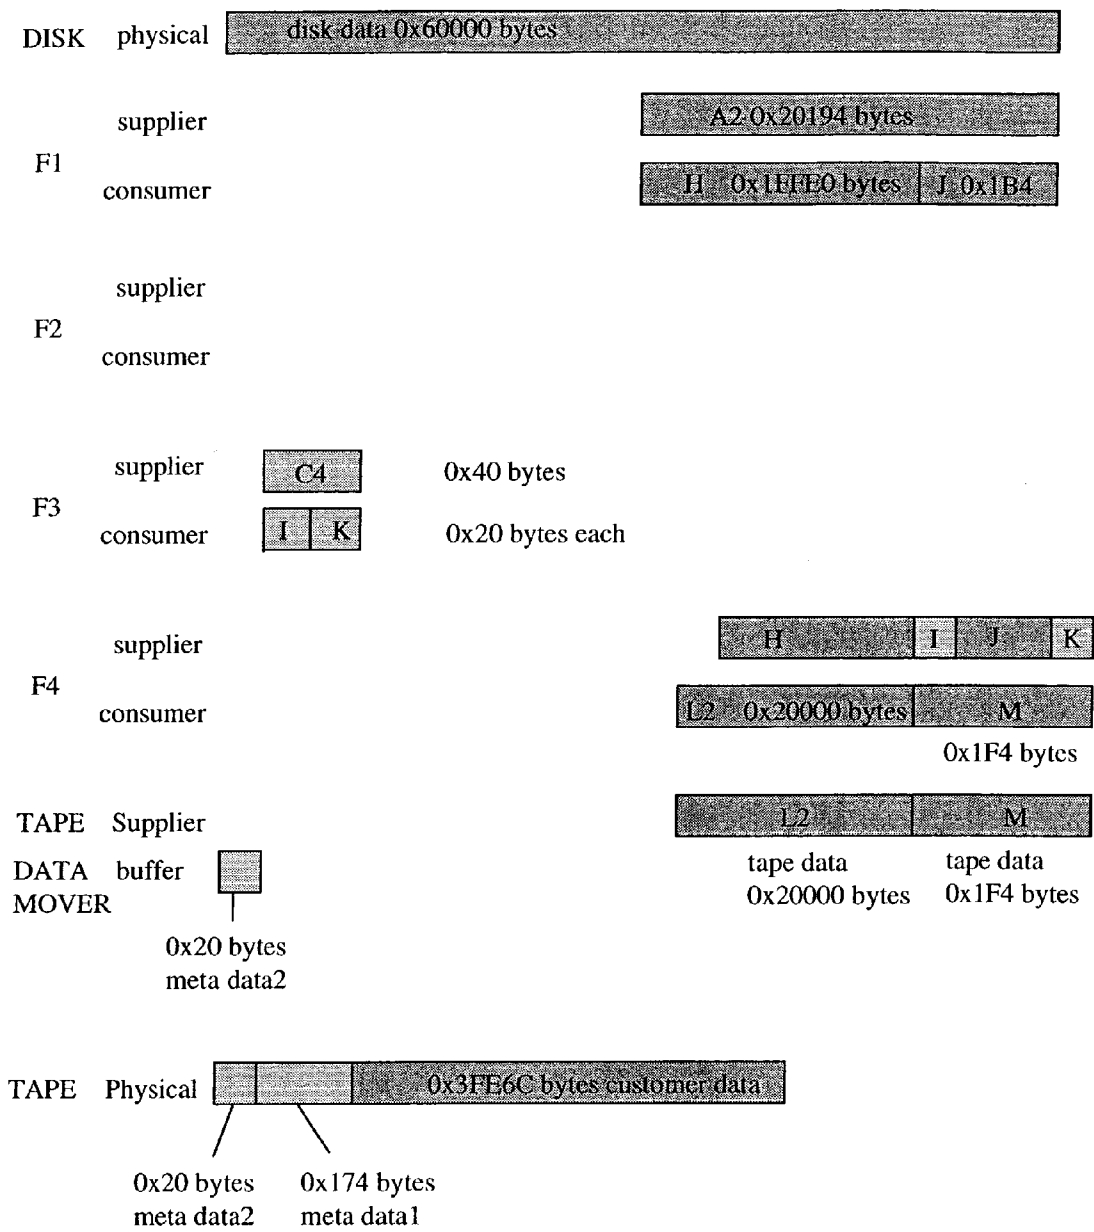 DISK physical disk data 0x60000 bytes
supplier A2 0x20194 bytes
F1
consumer H 0x1FFE0 bytes J 0x1B4
supplier
F2
consumer
supplier C4 0x40 bytes
F3
consumer I K 0x20 bytes each
supplier H I J K
F4
consumer L2 0x20000 bytes M
0x1F4 bytes
TAPE Supplier L2 M
DATA buffer tape data tape data
MOVER 0x20000 bytes 0x1F4 bytes
0x20 bytes
meta data2
TAPE Physical 0x3FE6C bytes customer data
0x20 bytes 0x174 bytes
meta data2 meta data1